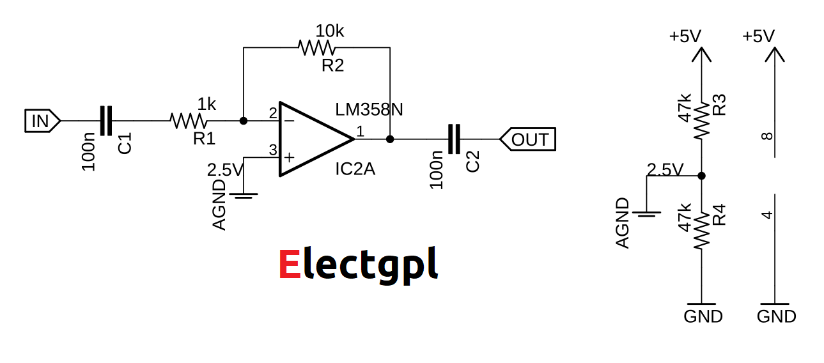 10k
R2
+5V
+5V
IN
100n
C1
1k
R1
2
3
2.5V
AGND
LM358N
1
IC2A
100n
C2
OUT
47k
R3
2.5V
AGND
47k
R4
8
4
GND
GND
Electgpl